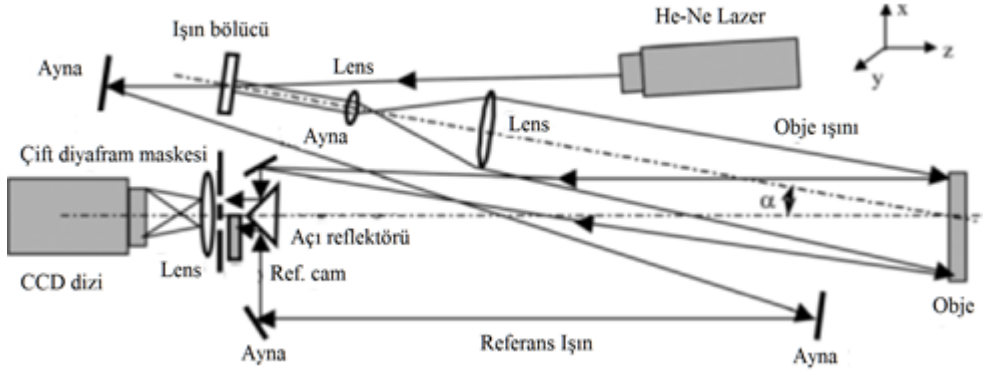 He-Ne Lazer
x
z
y
Işın bölücü
Ayna
Lens
Ayna
Lens
Obje ışını
Çift diyafram maskesi
α
Açı reflektörü
Lens
Ref. cam
CCD dizi
Obje
Ayna
Referans Işın
Ayna